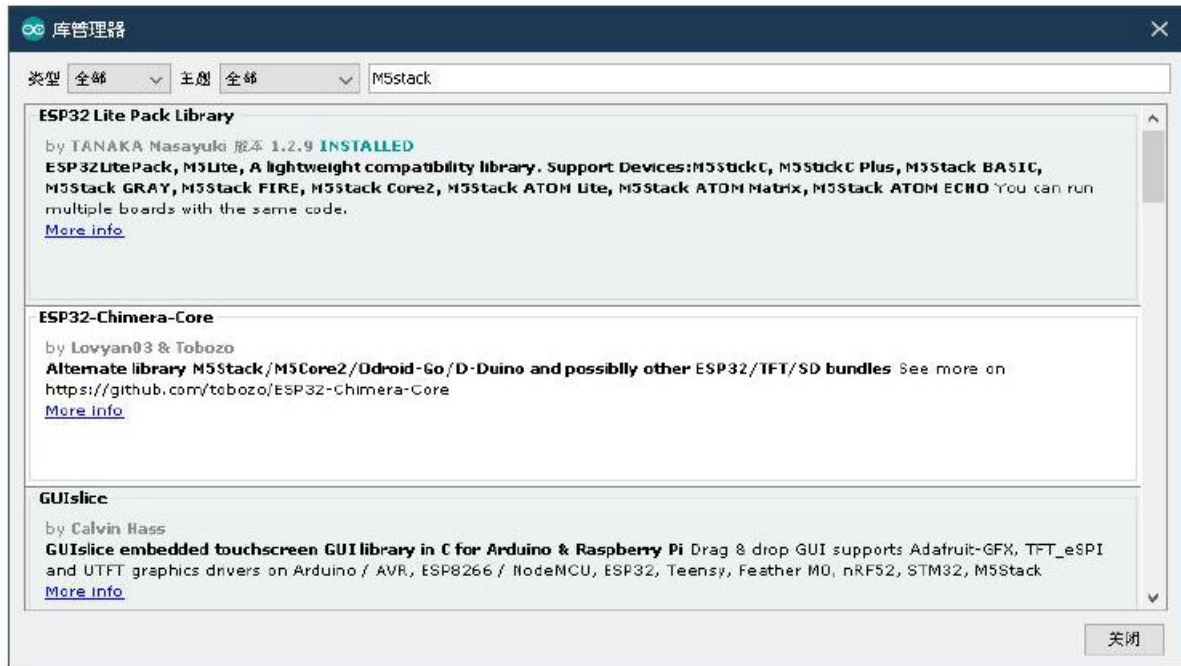 库管理器
类型 全部 主题 全部 M5stack
ESP32 Lite Pack Library
by TANAKA Masayuki 版本 1.2.9 INSTALLED
ESP32LitePack, M5Lite, A lightweight compatibility library. Support Devices:M5StickC, M5StickC Plus, M5Stack BASIC,
M5Stack GRAY, M5Stack FIRE, M5Stack Core2, M5Stack ATOM Lite, M5Stack ATOM Matrix, M5Stack ATOM ECHO You can run
multiple boards with the same code.
More info
ESP32-Chimera-Core
by Lovyan03 & Tobozo
Alternate library M5Stack/M5Core2/Odroid-Go/D-Duino and possiblly other ESP32/TFT/SD bundles See more on
https://github.com/tobozo/ESP32-Chimera-Core
More info
GUIslice
by Calvin Hass
GUIslice embedded touchscreen GUI library in C for Arduino & Raspberry Pi Drag & drop GUI supports Adafruit-GFX, TFT_eSPI
and UTFT graphics drivers on Arduino / AVR, ESP8266 / NodeMCU, ESP32, Teensy, Feather M0, nRF52, STM32, M5Stack
More info
关闭